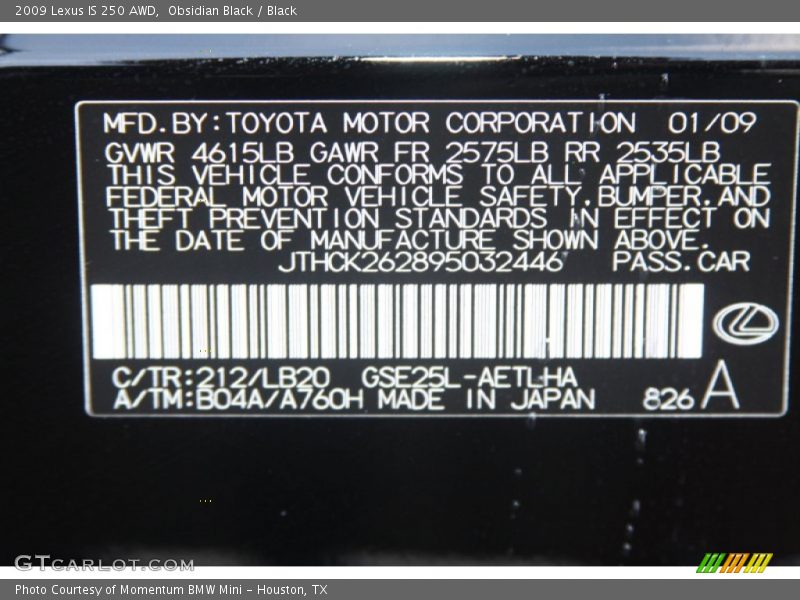 2009 Lexus IS 250 AWD,  Obsidian Black / Black
MFD.BY:TOYOTA MOTOR CORPORATION 01/09
GVWR 4615LB GAWR FR 2575LB RR 2535LB
THIS VEHICLE CONFORMS TO ALL APPLICABLE
FEDERAL MOTOR VEHICLE SAFETY,BUMPER,AND
THEFT PREVENTION STANDARDS IN EFFECT ON
THE DATE OF MANUFACTURE SHOWN ABOVE.
JTHCK262895032446 PASS.CAR
C/TR:212/LB20 GSE25L-AETLHA
A/TM:B04A/A760H MADE IN JAPAN 826 A
GTCARLOT.COM
Photo Courtesy of Momentum BMW Mini - Houston, TX